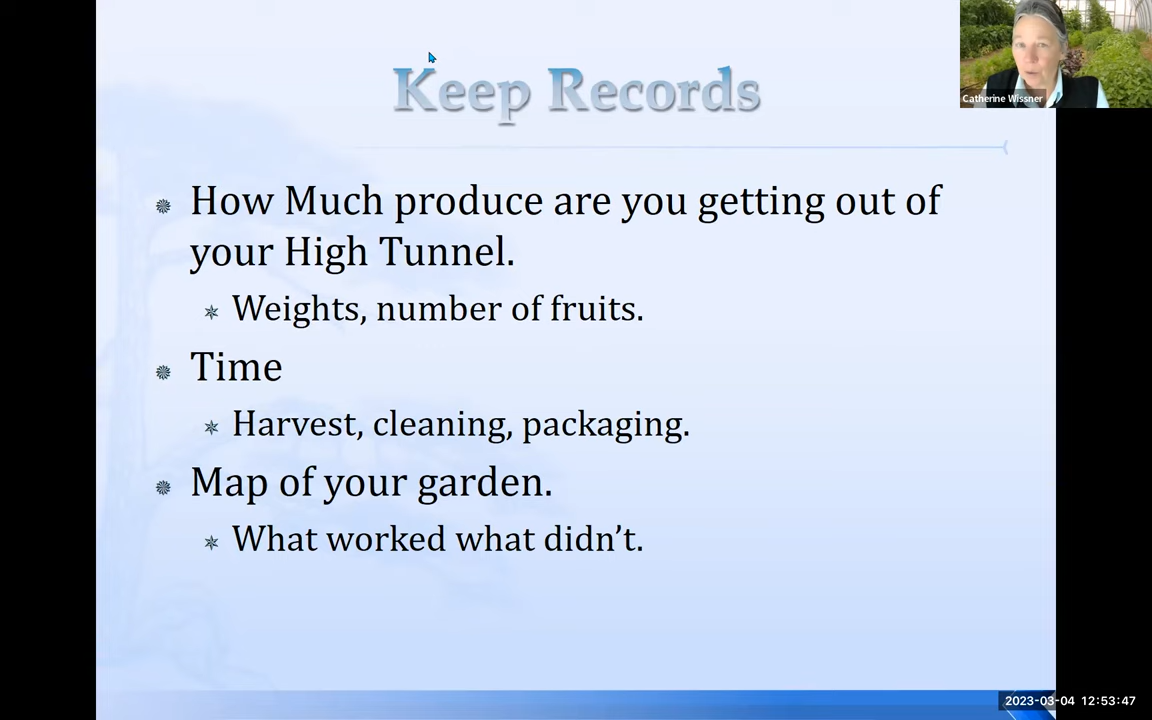 Keep Records
Catherine Wissner
How Much produce are you getting out of
your High Tunnel.
Weights, number of fruits.
Time
Harvest, cleaning, packaging.
Map of your garden.
What worked what didn’t.
2023-03-04 12:53:47